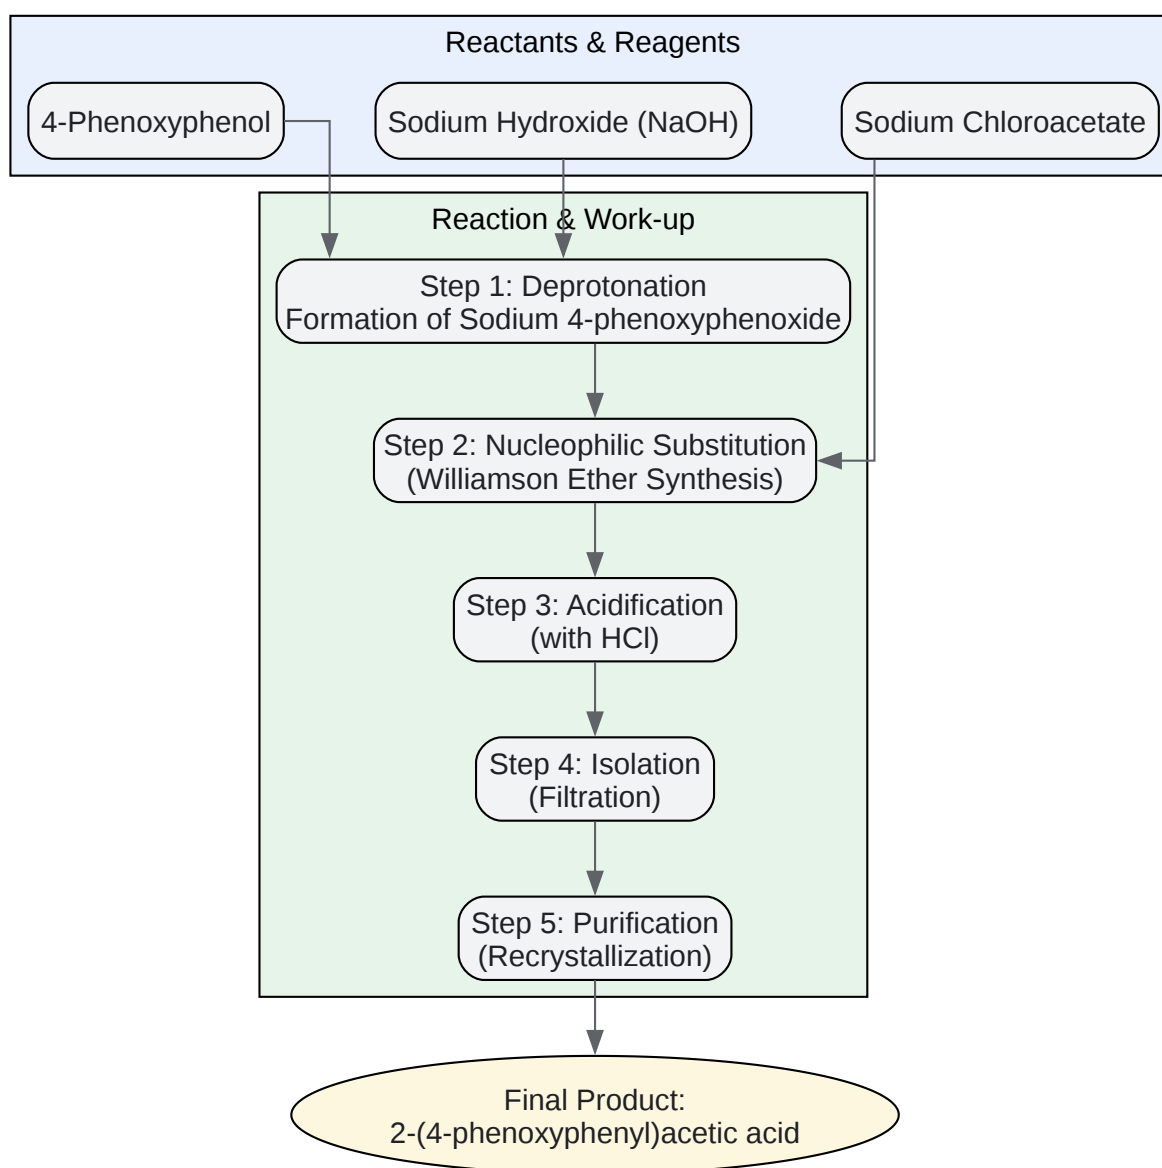 Reactants & Reagents
4-Phenoxyphenol
Sodium Hydroxide (NaOH)
Sodium Chloroacetate
Reaction & Work-up
Step 1: Deprotonation
Formation of Sodium 4-phenoxyphenoxide
Step 2: Nucleophilic Substitution
(Williamson Ether Synthesis)
Step 3: Acidification
(with HCl)
Step 4: Isolation
(Filtration)
Step 5: Purification
(Recrystallization)
Final Product:
2-(4-phenoxyphenyl)acetic acid